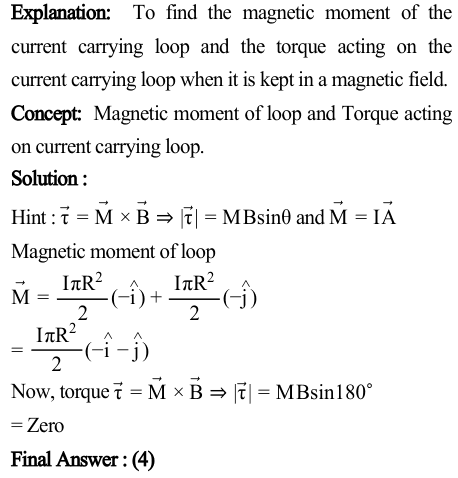 Explanation: To find the magnetic moment of the
current carrying loop and the torque acting on the
current carrying loop when it is kept in a magnetic field.
Concept: Magnetic moment of loop and Torque acting
on current carrying loop.
Solution :
Hint : τ⃗ = M⃗ × B⃗ ⇒ |τ⃗| = MBsinθ and M⃗ = IA⃗
Magnetic moment of loop
M⃗ = IπR²/2 (−î) + IπR²/2 (−ĵ)
= IπR²/2 (−î − ĵ)
Now, torque τ⃗ = M⃗ × B⃗ ⇒ |τ⃗| = MBsin180°
= Zero
Final Answer : (4)